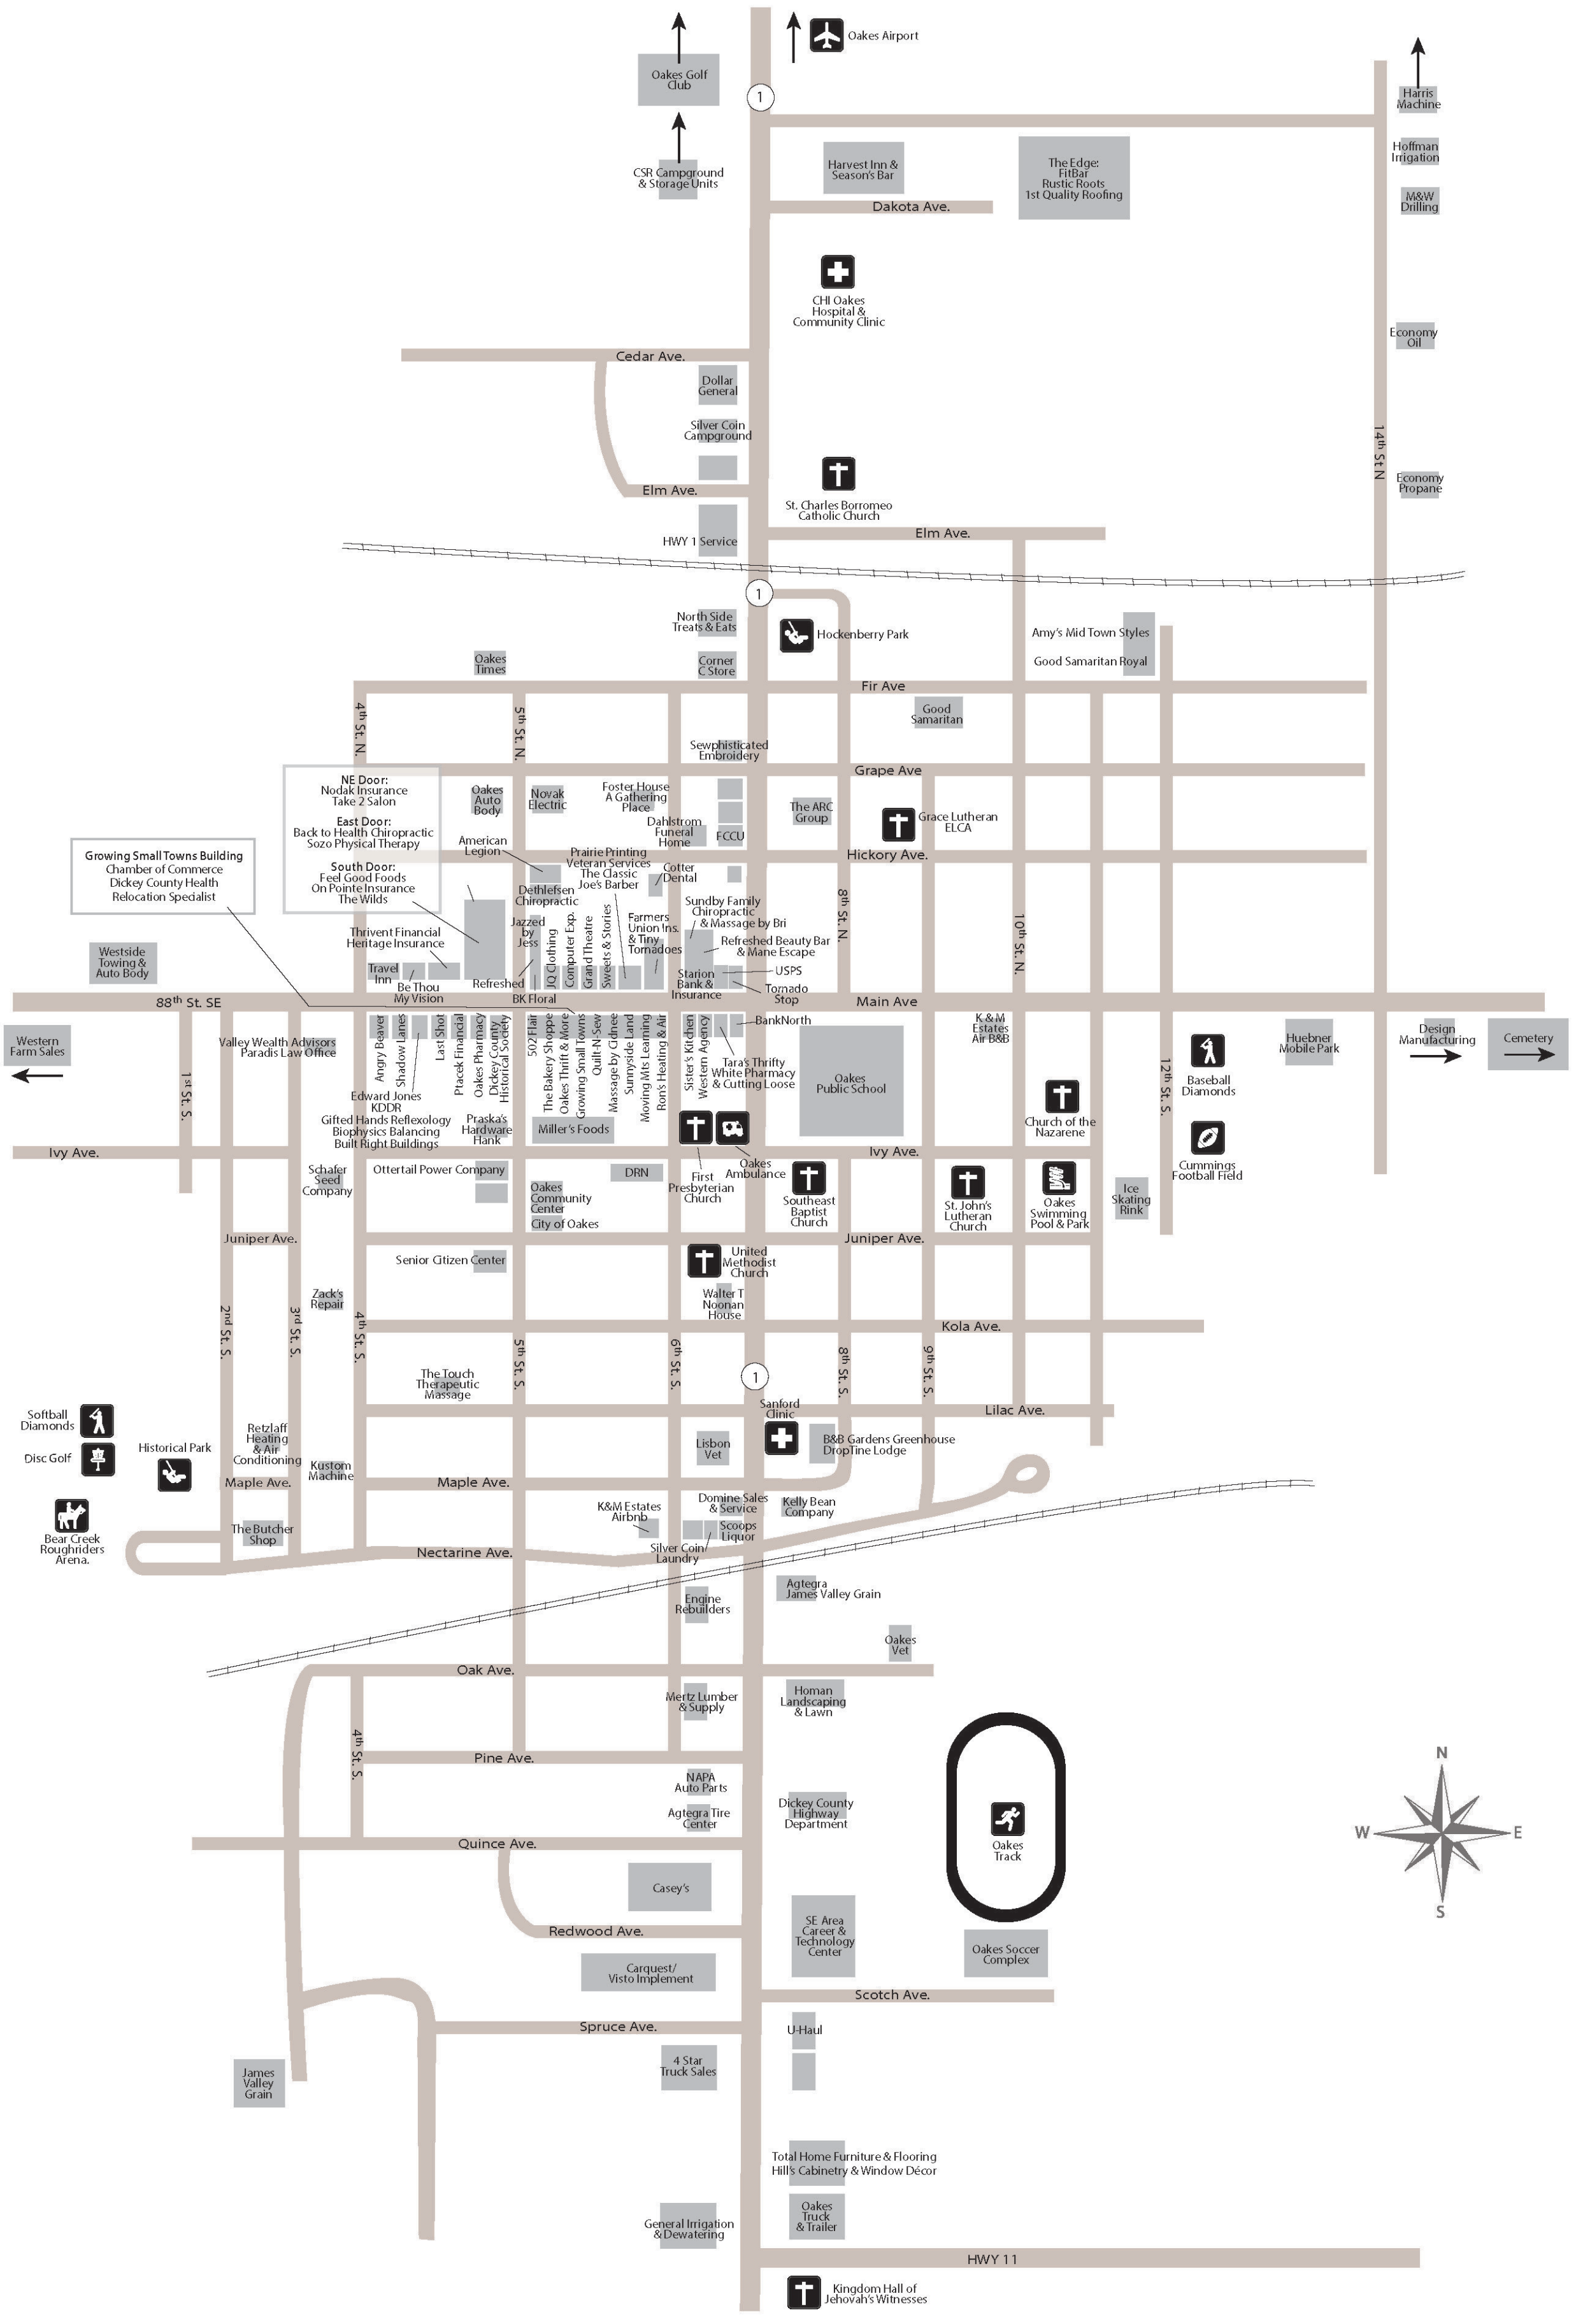 Oakes Airport
Oakes Golf
Club
1
Harris
Machine
CSR Campground
& Storage Units
Harvest Inn &
Season's Bar
The Edge:
FitBar
Rustic Roots
1st Quality Roofing
Hoffman
Irrigation
M&W
Drilling
Dakota Ave.
CHI Oakes
Hospital &
Community Clinic
Economy
Oil
Cedar Ave.
Dollar
General
Silver Coin
Campground
14th St N
Economy
Propane
Elm Ave.
St. Charles Borromeo
Catholic Church
HWY 1 Service
Elm Ave.
1
North Side
Treats & Eats
Hockenberry Park
Amy's Mid Town Styles
Good Samaritan Royal
Oakes
Times
Corner
C Store
Fir Ave
4th St. N.
5th St. N.
Good
Samaritan
Sewphisticated
Embroidery
Grape Ave
NE Door:
Nodak Insurance
Take 2 Salon
East Door:
Back to Health Chiropractic
Sozo Physical Therapy
South Door:
Feel Good Foods
On Pointe Insurance
The Wilds
Oakes
Auto
Body
Novak
Electric
Foster House
A Gathering
Place
Dahlstrom
Funeral
Home
FCCU
The ARC
Group
Grace Lutheran
ELCA
Hickory Ave.
Growing Small Towns Building
Chamber of Commerce
Dickey County Health
Relocation Specialist
American
Legion
Prairie Printing
Veteran Services
The Classic
Joe's Barber
Cotter
Dental
Dethlefsen
Chiropractic
Sundby Family
Chiropractic
& Massage by Bri
8th St. N.
10th St. N.
Jazzed
by
Jess
JQ Clothing
Computer Exp.
Grand Theatre
Sweets & Stories
Farmers
Union Ins.
& Tiny
Tornadoes
Refreshed Beauty Bar
& Mane Escape
Thrivent Financial
Heritage Insurance
Westside
Towing &
Auto Body
Travel
Inn
Be Thou
My Vision
Refreshed
BK Floral
Starion
Bank &
Insurance
USPS
Tornado
Stop
88th St. SE
Main Ave
Western
Farm Sales
Valley Wealth Advisors
Paradis Law Office
Angry Beaver
Shadow Lanes
Last Shot
Ptacek Financial
Oakes Pharmacy
Dickey County
Historical Society
502 Flair
The Bakery Shoppe
Oakes Thrift & More
Growing Small Towns
Quilt-N-Sew
Massage by Cidnee
Sunnyside Land
Moving Mts Learning
Ron's Heating & Air
Sister's Kitchen
Western Agency
BankNorth
Tara's Thrifty
White Pharmacy
& Cutting Loose
Oakes
Public School
K & M
Estates
Air B&B
Baseball
Diamonds
Huebner
Mobile Park
Design
Manufacturing
Cemetery
1st St. S.
12th St. S.
Edward Jones
KDDR
Gifted Hands Reflexology
Biophysics Balancing
Built Right Buildings
Praska's
Hardware
Hank
Miller's Foods
Church of the
Nazarene
Ivy Ave.
Ivy Ave.
Cummings
Football Field
Schafer
Seed
Company
Ottertail Power Company
DRN
First
Presbyterian
Church
Oakes
Ambulance
Oakes
Community
Center
City of Oakes
Southeast
Baptist
Church
St. John's
Lutheran
Church
Oakes
Swimming
Pool & Park
Ice
Skating
Rink
Juniper Ave.
Juniper Ave.
Senior Citizen Center
United
Methodist
Church
Zack's
Repair
Walter T
Noonan
House
2nd St. S.
3rd St. S.
4th St. S.
Kola Ave.
5th St. S.
6th St. S.
8th St. S.
9th St. S.
1
The Touch
Therapeutic
Massage
Lilac Ave.
Softball
Diamonds
Disc Golf
Historical Park
Retzlaff
Heating
& Air
Conditioning
Kustom
Machine
Lisbon
Vet
Sanford
Clinic
B&B Gardens Greenhouse
DropTine Lodge
Maple Ave.
Maple Ave.
Bear Creek
Roughriders
Arena.
The Butcher
Shop
K&M Estates
Airbnb
Domine Sales
& Service
Kelly Bean
Company
Scoops
Liquor
Silver Coin
Laundry
Nectarine Ave.
Engine
Rebuilders
Agtegra
James Valley Grain
Oakes
Vet
Oak Ave.
Mertz Lumber
& Supply
Homan
Landscaping
& Lawn
4th St. S.
Pine Ave.
NAPA
Auto Parts
Agtegra Tire
Center
Dickey County
Highway
Department
Oakes
Track
N
W
E
S
Quince Ave.
Casey's
Redwood Ave.
SE Area
Career &
Technology
Center
Oakes Soccer
Complex
Carquest/
Visto Implement
Scotch Ave.
Spruce Ave.
U-Haul
4 Star
Truck Sales
James
Valley
Grain
Total Home Furniture & Flooring
Hill's Cabinetry & Window Décor
Oakes
Truck
& Trailer
General Irrigation
& Dewatering
HWY 11
Kingdom Hall of
Jehovah's Witnesses